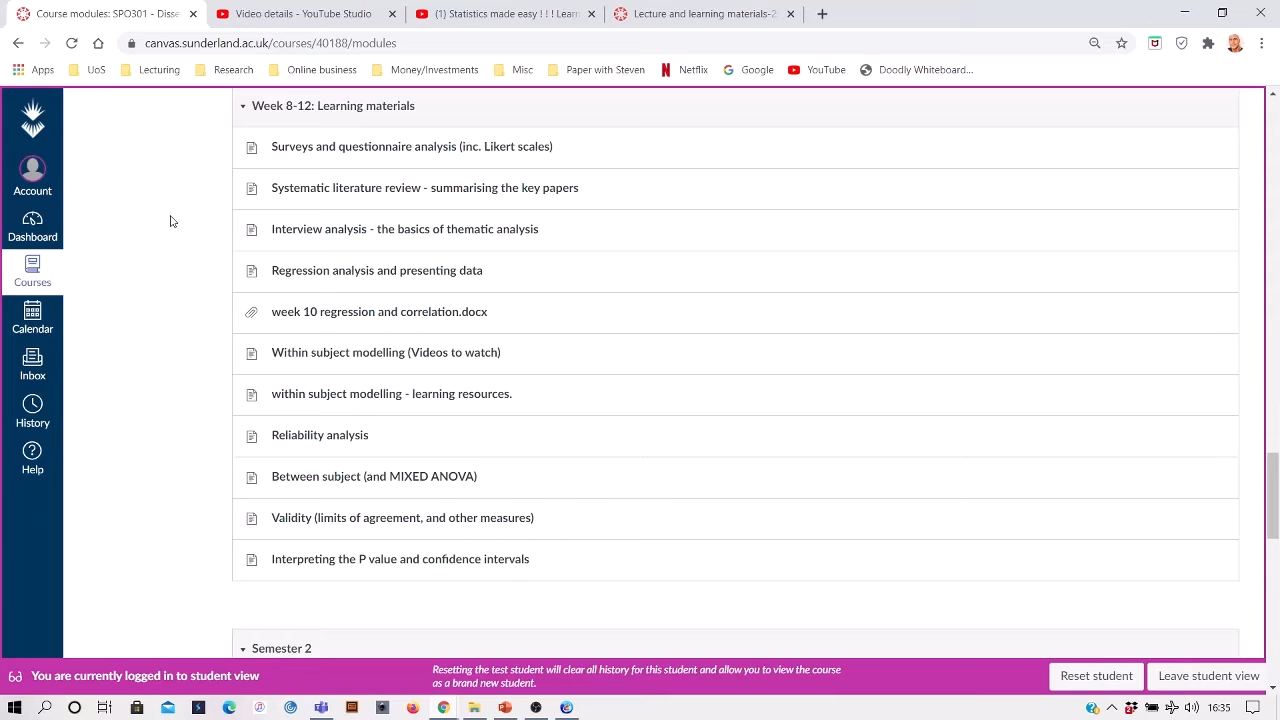 Course modules: SPO301 - Disse
Video details - YouTube Studio
(1) Statistics made easy ! ! ! Learn
Lecture and learning materials-2
canvas.sunderland.ac.uk/courses/40188/modules
Apps
UoS
Lecturing
Research
Online business
Money/Investments
Misc
Paper with Steven
Netflix
Google
YouTube
Doodly Whiteboard...
Week 8-12: Learning materials
Surveys and questionnaire analysis (inc. Likert scales)
Systematic literature review - summarising the key papers
Interview analysis - the basics of thematic analysis
Regression analysis and presenting data
week 10 regression and correlation.docx
Within subject modelling (Videos to watch)
within subject modelling - learning resources.
Reliability analysis
Between subject (and MIXED ANOVA)
Validity (limits of agreement, and other measures)
Interpreting the P value and confidence intervals
Semester 2
Account
Dashboard
Courses
Calendar
Inbox
History
Help
You are currently logged in to student view
Resetting the test student will clear all history for this student and allow you to view the course
as a brand new student.
Reset student
Leave student view
16:35